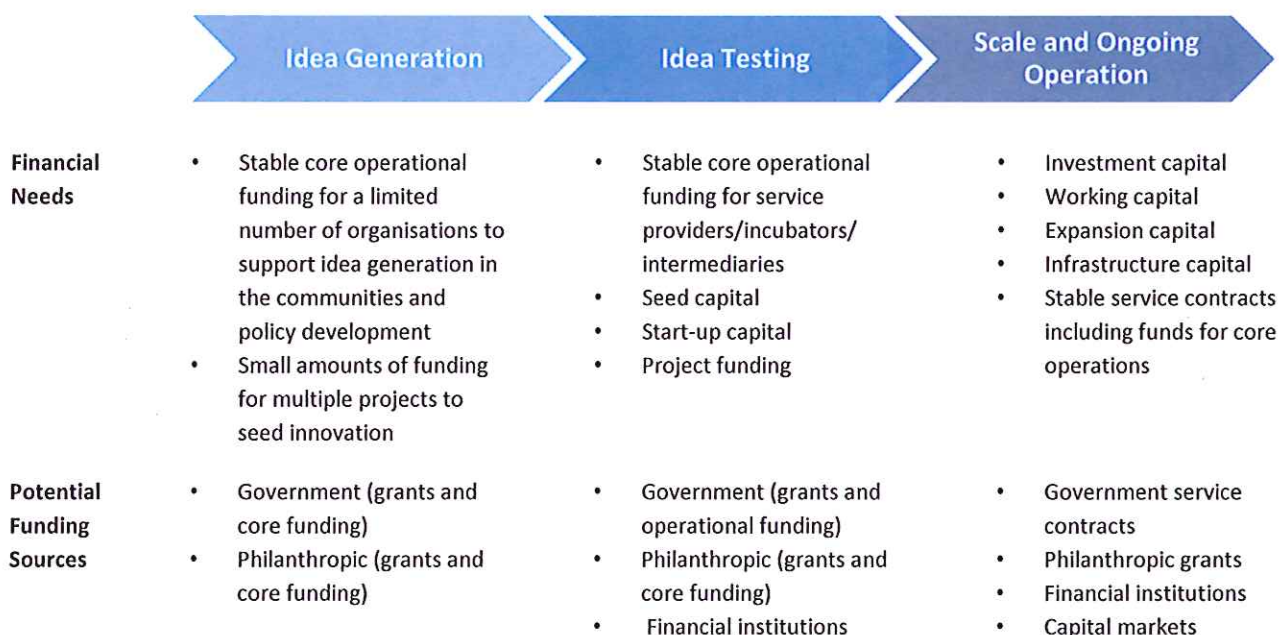 Idea Generation
Idea Testing
Scale and Ongoing
Operation
Financial
Needs
• Stable core operational
funding for a limited
number of organisations to
support idea generation in
the communities and
policy development
• Small amounts of funding
for multiple projects to
seed innovation
• Stable core operational
funding for service
providers/incubators/
intermediaries
• Seed capital
• Start-up capital
• Project funding
• Investment capital
• Working capital
• Expansion capital
• Infrastructure capital
• Stable service contracts
including funds for core
operations
Potential
Funding
Sources
• Government (grants and
core funding)
• Philanthropic (grants and
core funding)
• Government (grants and
operational funding)
• Philanthropic (grants and
core funding)
• Financial institutions
• Government service
contracts
• Philanthropic grants
• Financial institutions
• Capital markets